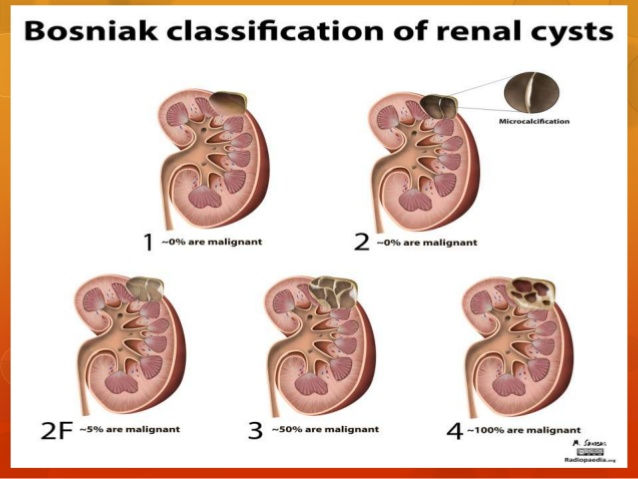 Bosniak classification of renal cysts
Microcalcification
1 ~0% are malignant
2 ~0% are malignant
2F ~5% are malignant
3 ~50% are malignant
4 ~100% are malignant
Radiopaedia.org